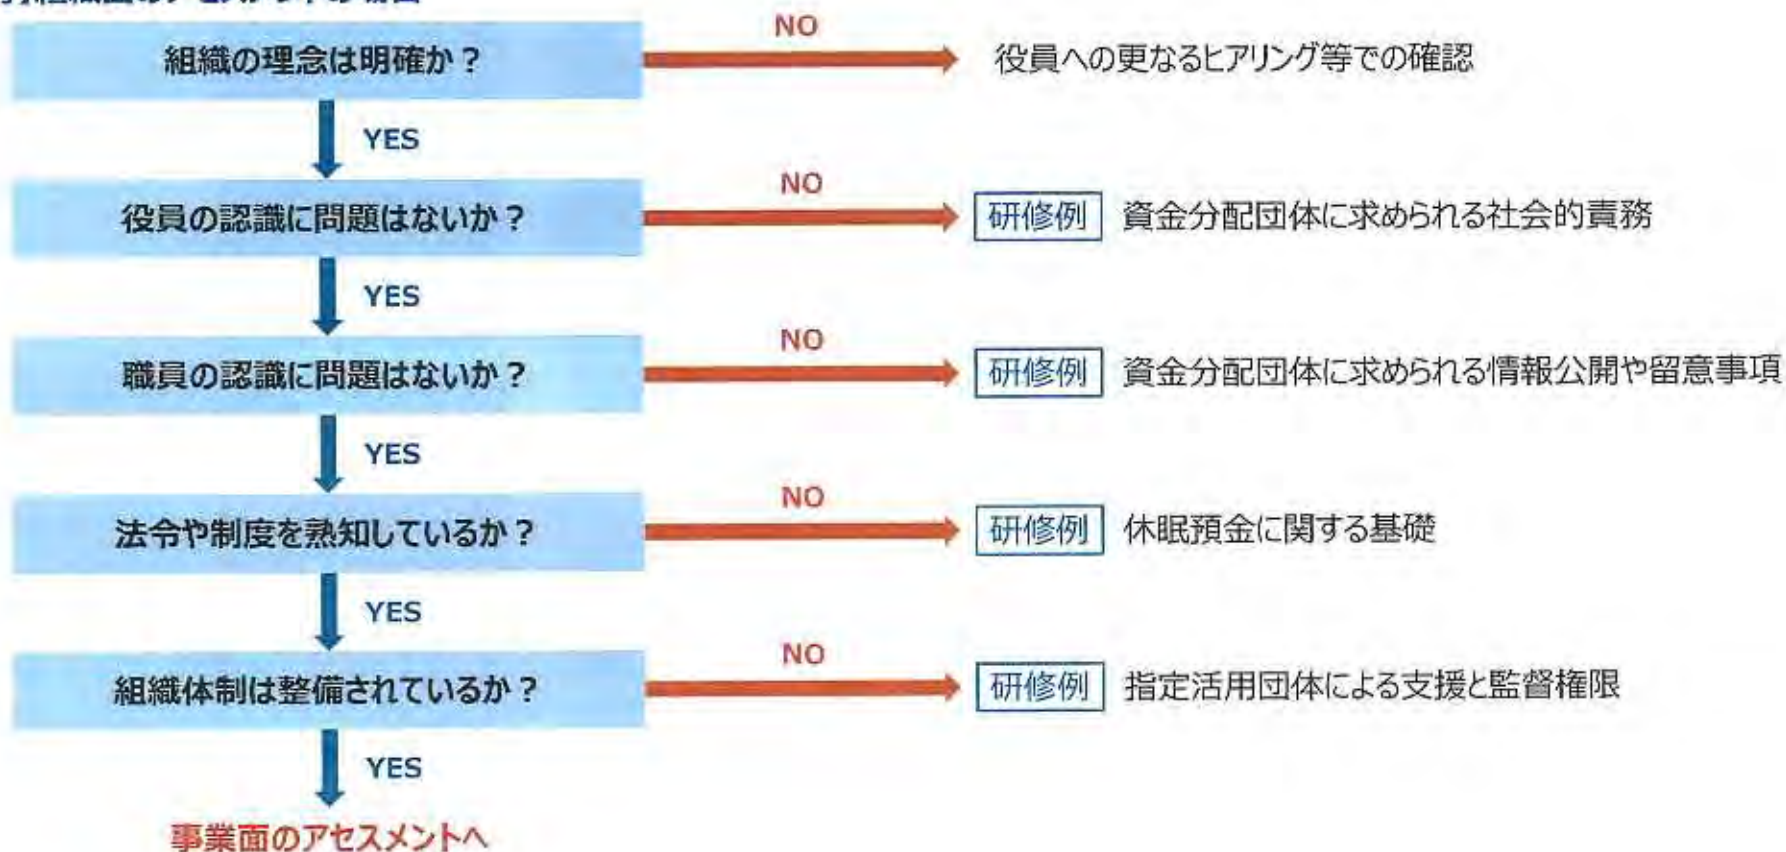 組織の理念は明確か？
NO
役員への更なるヒアリング等での確認
YES
役員の認識に問題はないか？
NO
研修例 資金分配団体に求められる社会的責務
YES
職員の認識に問題はないか？
NO
研修例 資金分配団体に求められる情報公開や留意事項
YES
法令や制度を熟知しているか？
NO
研修例 休眠預金に関する基礎
YES
組織体制は整備されているか？
NO
研修例 指定活用団体による支援と監督権限
YES
事業面のアセスメントへ